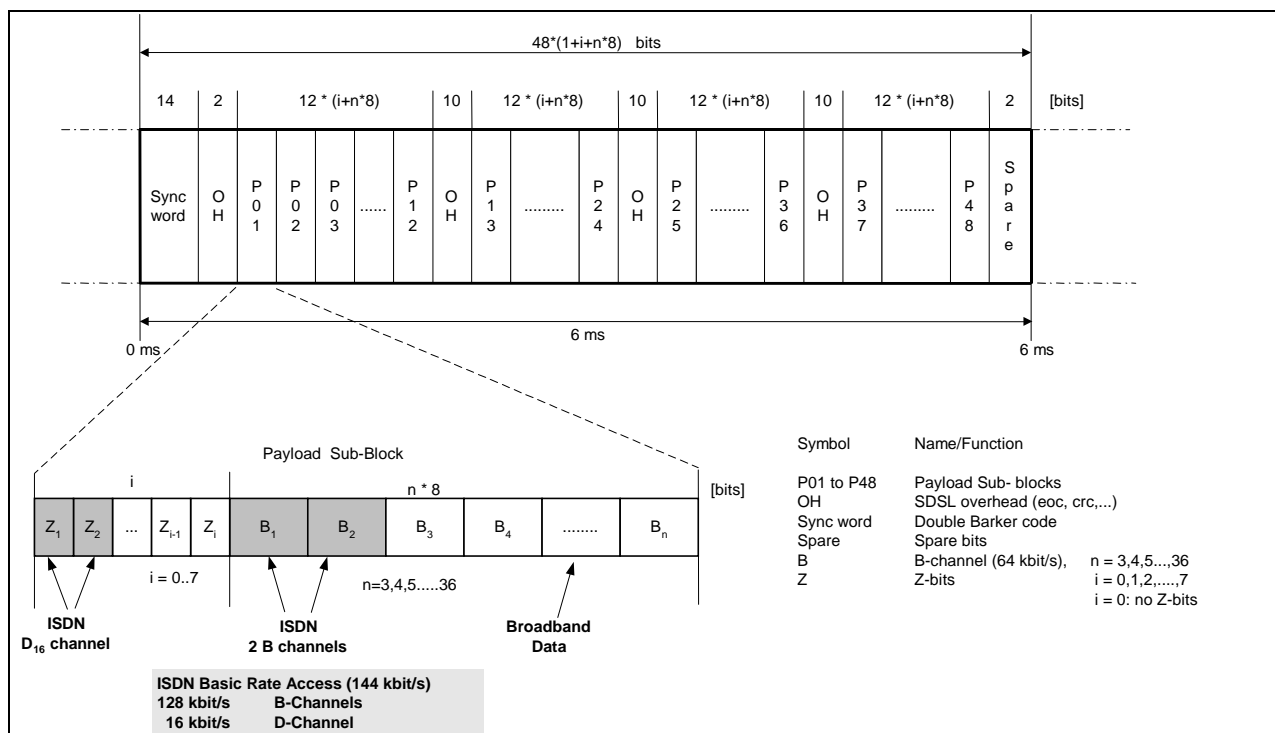 48*(1+i+n*8) bits
14 2 12 * (i+n*8) 10 12 * (i+n*8) 10 12 * (i+n*8) 10 12 * (i+n*8) 2 [bits]
Sync word OH P01 P02 P03 ...... P12 OH P13 ......... P24 OH P25 ......... P36 OH P37 ......... P48 Spare
6 ms
0 ms 6 ms
Payload Sub-Block
i n * 8 [bits]
Z1 Z2 ... Zi-1 Zi B1 B2 B3 B4 ........ Bn
i = 0..7 n=3,4,5.....36
ISDN
D16 channel
ISDN
2 B channels
Broadband
Data
ISDN Basic Rate Access (144 kbit/s)
128 kbit/s B-Channels
16 kbit/s D-Channel
Symbol Name/Function
P01 to P48 Payload Sub- blocks
OH SDSL overhead (eoc, crc,...)
Sync word Double Barker code
Spare Spare bits
B B-channel (64 kbit/s), n = 3,4,5...,36
Z Z-bits i = 0,1,2,....,7
i = 0: no Z-bits